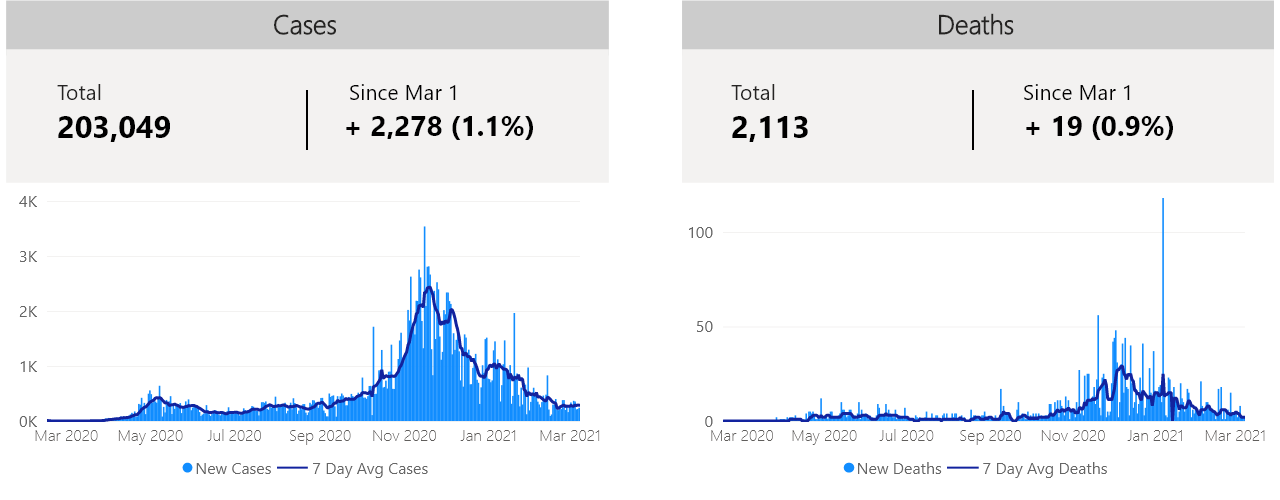 Cases
Total
203,049
Since Mar 1
+ 2,278 (1.1%)
4K
3K
2K
1K
0K
Mar 2020 May 2020 Jul 2020 Sep 2020 Nov 2020 Jan 2021 Mar 2021
New Cases 7 Day Avg Cases
Deaths
Total
2,113
Since Mar 1
+ 19 (0.9%)
100
50
0
Mar 2020 May 2020 Jul 2020 Sep 2020 Nov 2020 Jan 2021 Mar 2021
New Deaths 7 Day Avg Deaths